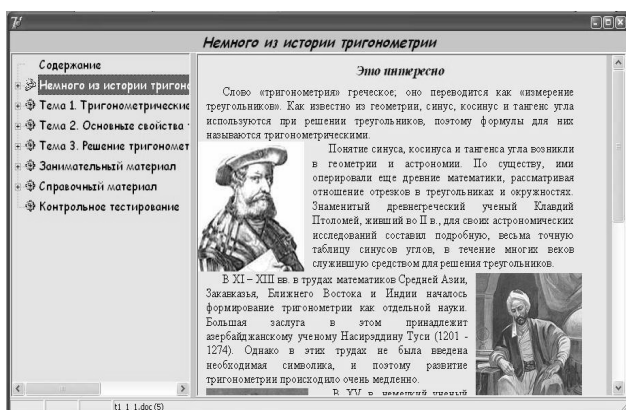 Немного из истории тригонометрии
Содержание
Немного из истории тригоно
Тема 1. Тригонометрические
Тема 2. Основные свойства
Тема 3. Решение тригономет
Занимательный материал
Справочный материал
Контрольное тестирование
Это интересно
Слово «тригонометрия» греческое; оно переводится как «измерение
треугольников». Как известно из геометрии, синус, косинус и тангенс угла
используются при решении треугольников, поэтому формулы для них
называются тригонометрическими.
Понятие синуса, косинуса и тангенса угла возникли
в геометрии и астрономии. По существу, ими
оперировали еще древние математики, рассматривая
отношение отрезков в треугольниках и окружностях.
Знаменитый древнегреческий ученый Клавдий
Птоломей, живший во II в., для своих астрономических
исследований составил подробную, весьма точную
таблицу синусов углов, в течение многих веков
служившую средством для решения треугольников.
В XI – XIII вв. в трудах математиков Средней Азии,
Закавказья, Ближнего Востока и Индии началось
формирование тригонометрии как отдельной науки.
Большая заслуга в этом принадлежит
азербайджанскому ученому Насирэддину Туси (1201 -
1274). Однако в этих трудах не была введена
необходимая символика, и поэтому развитие
тригонометрии происходило очень медленно.
В XV в. немецкий ученый
t1_1_1.doc (5)